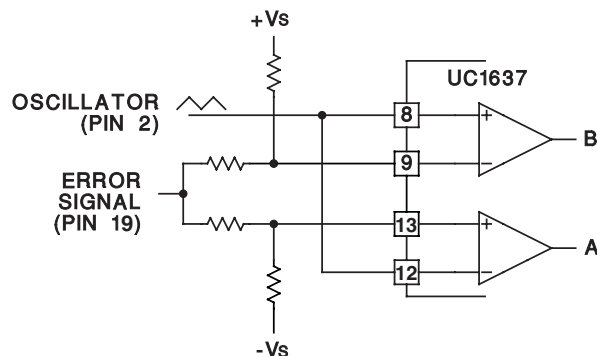 +Vs
UC1637
OSCILLATOR
(PIN 2)
8
+
B
9
-
ERROR
SIGNAL
(PIN 19)
13
+
A
12
-
-Vs